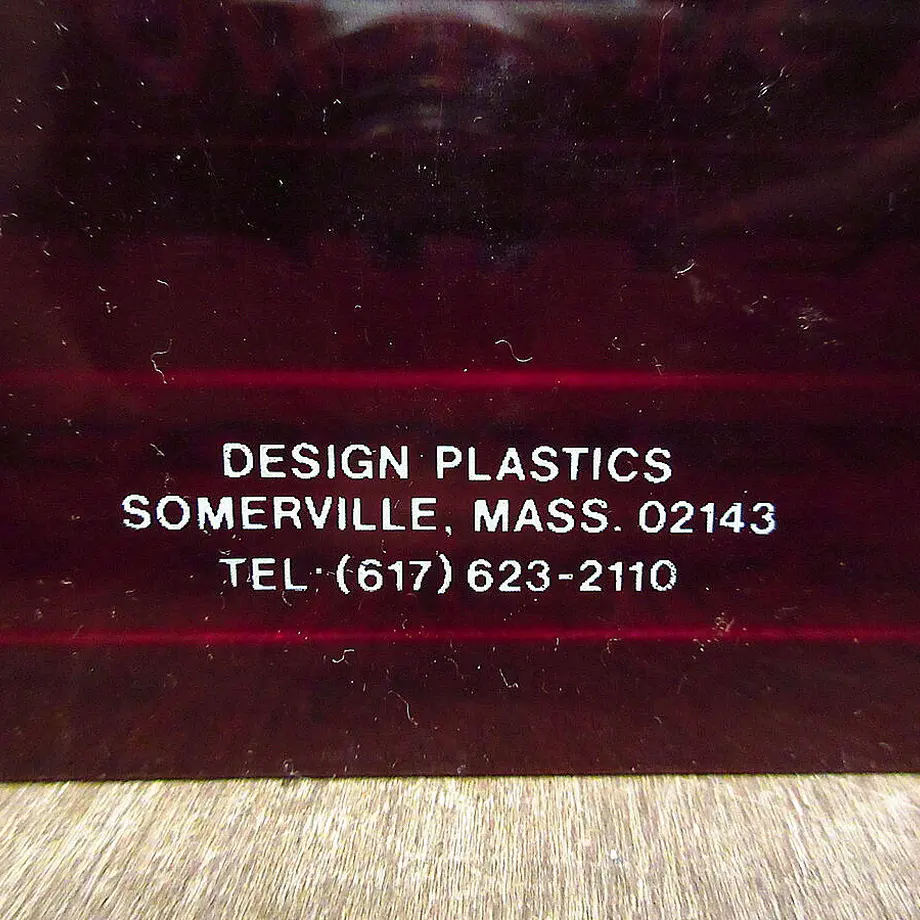 DESIGN PLASTICS
SOMERVILLE, MASS. 02143
TEL·(617) 623-2110